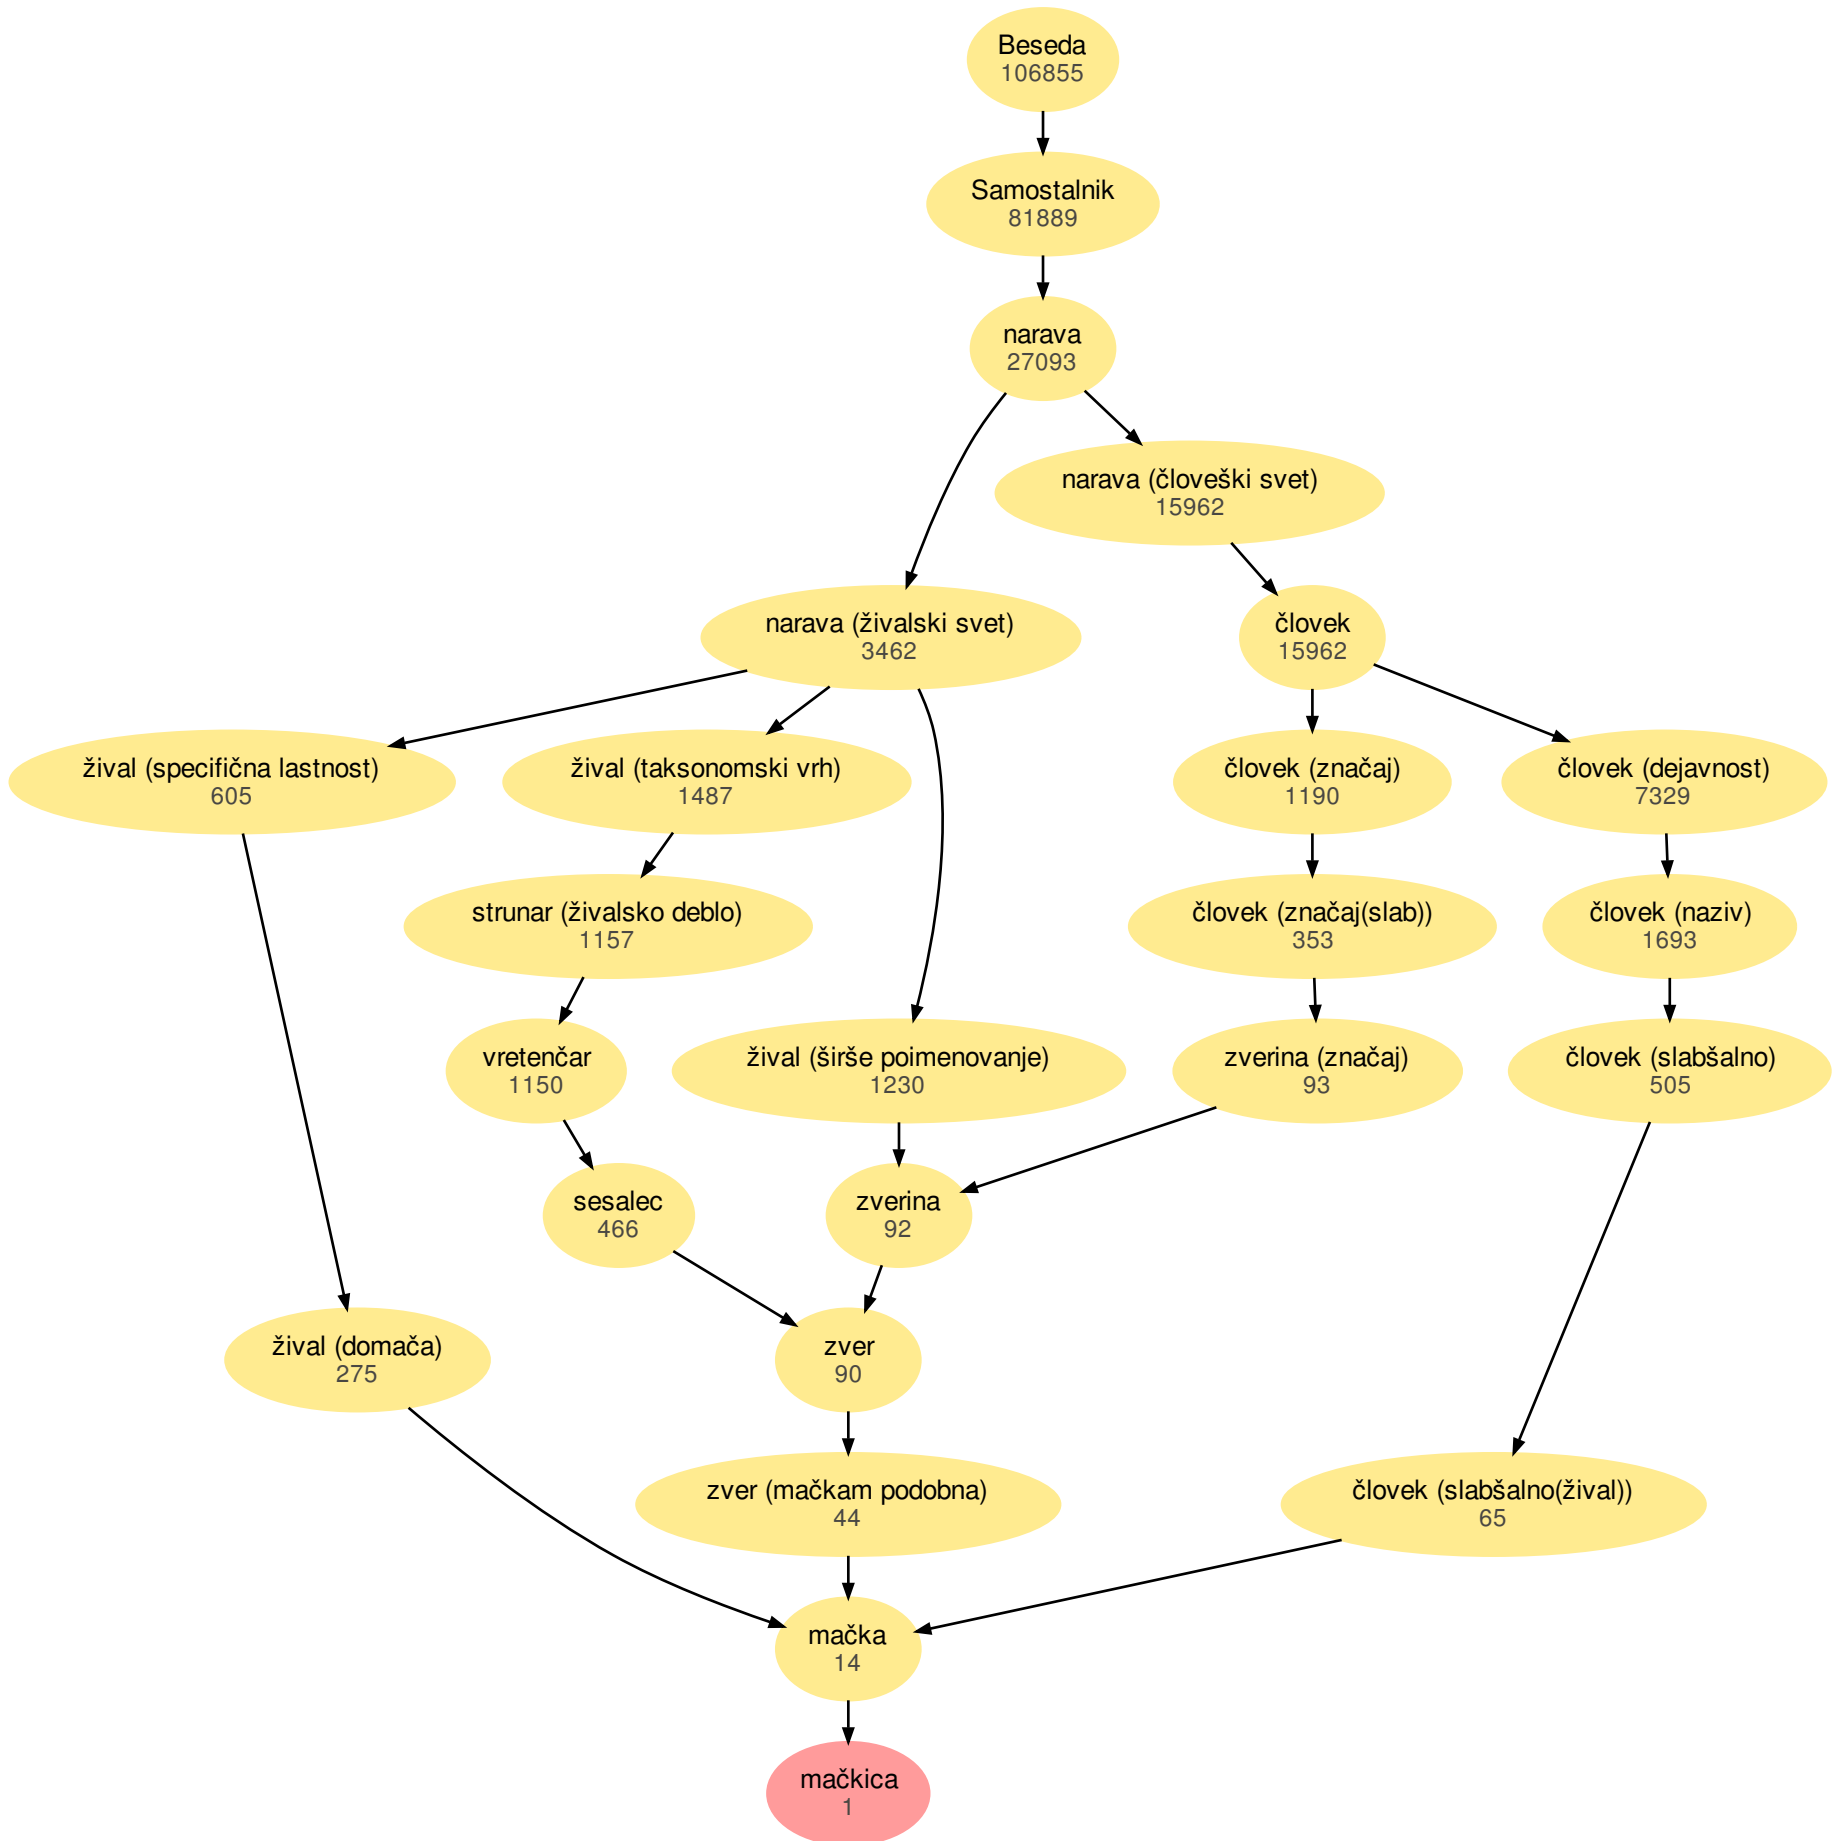 Beseda
106855
Samostalnik
81889
narava
27093
narava (človeški svet)
15962
narava (živalski svet)
3462
človek
15962
žival (specifična lastnost)
605
žival (taksonomski vrh)
1487
človek (značaj)
1190
človek (dejavnost)
7329
strunar (živalsko deblo)
1157
človek (značaj(slab))
353
človek (naziv)
1693
vretenčar
1150
žival (širše poimenovanje)
1230
zverina (značaj)
93
človek (slabšalno)
505
sesalec
466
zverina
92
žival (domača)
275
zver
90
zver (mačkam podobna)
44
človek (slabšalno(žival))
65
mačka
14
mačkica
1